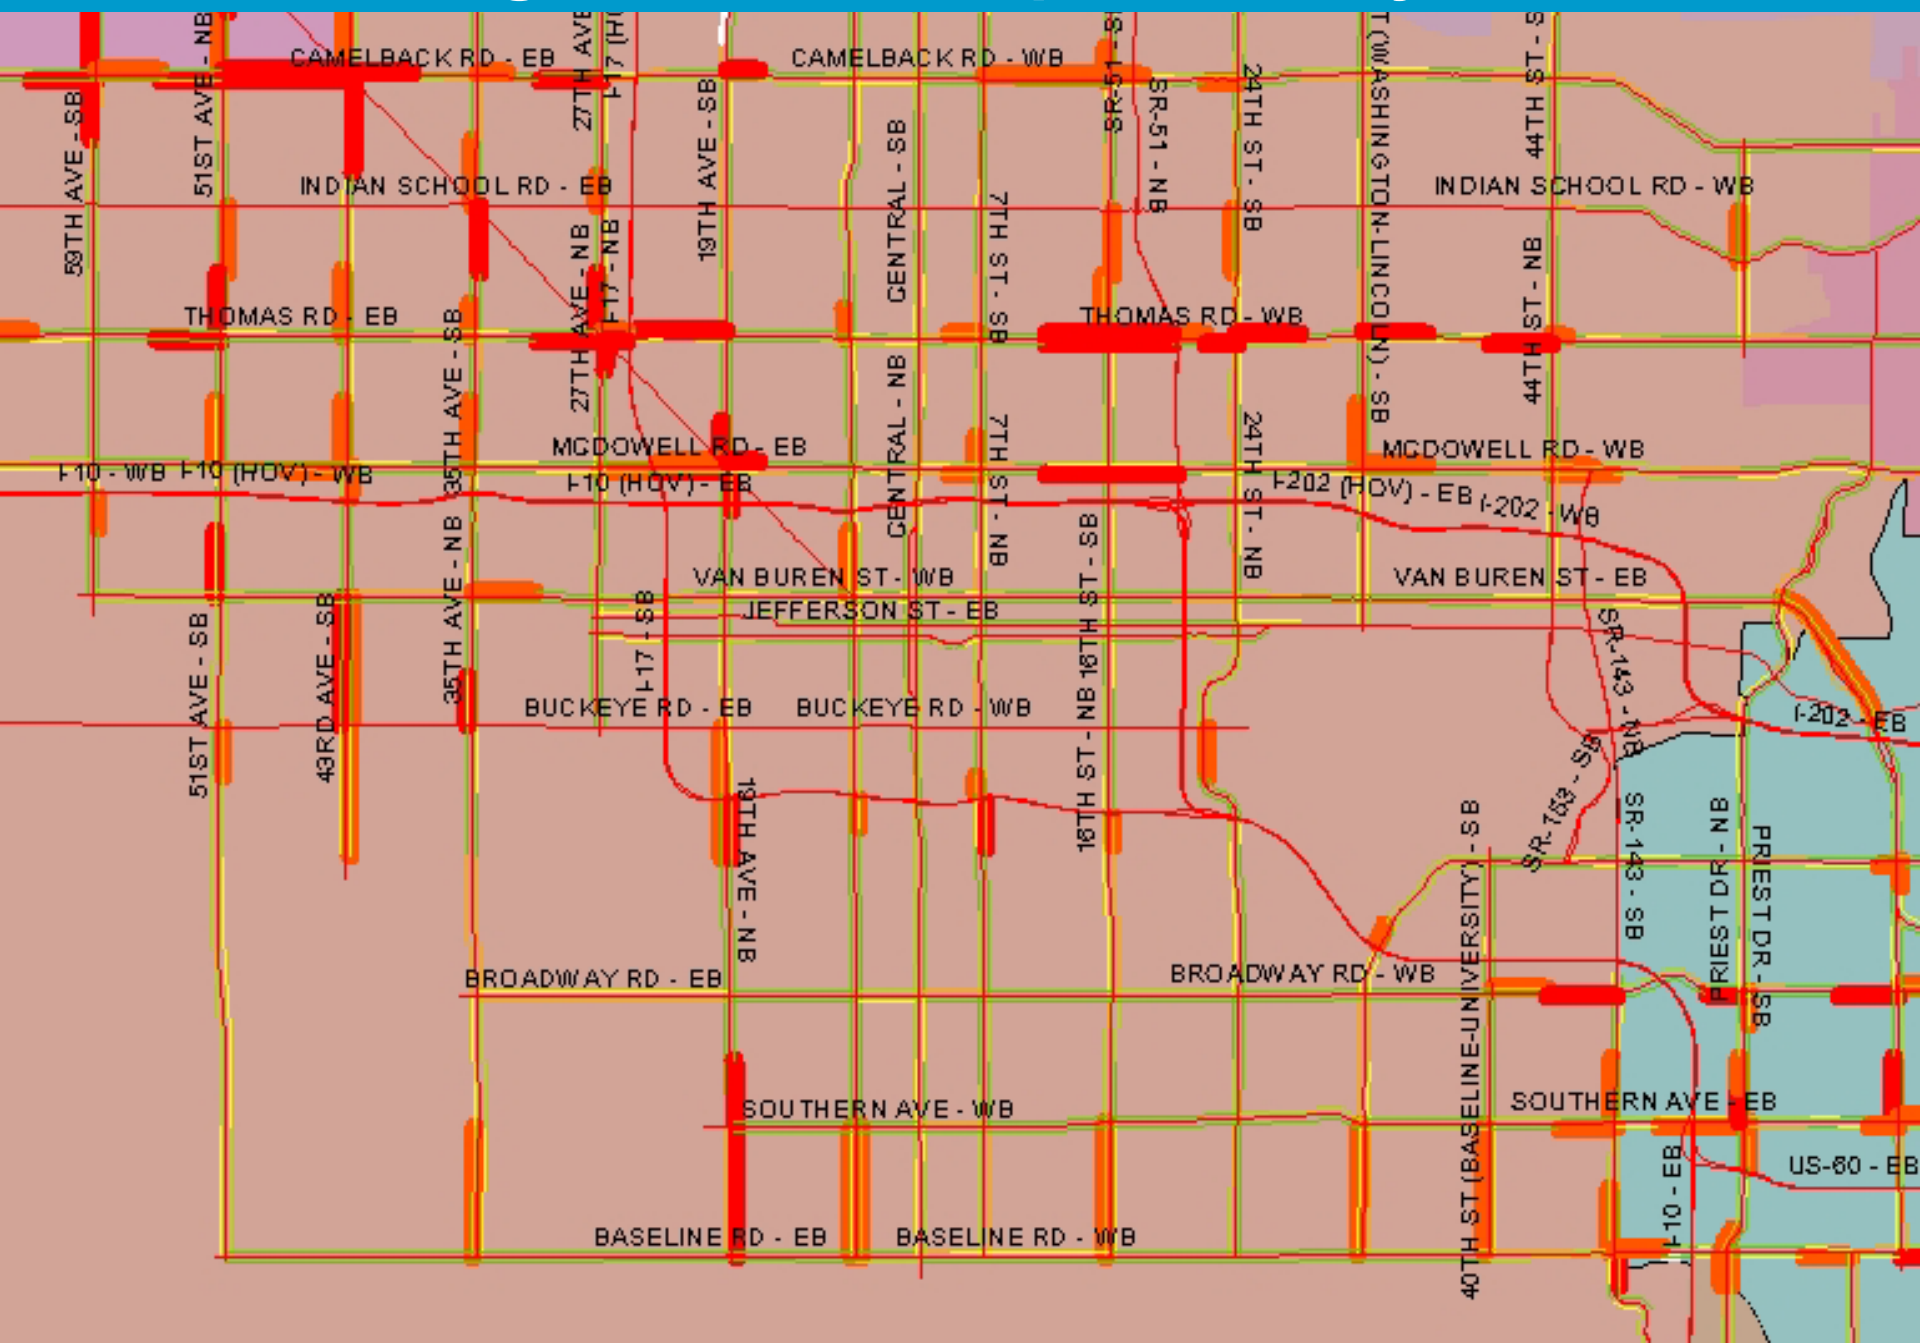 CAMELBACK RD - EB
CAMELBACK RD - WB
59TH AVE - SB
51ST AVE - NB
27TH AVE
I-17 (HO
19TH AVE - SB
CENTRAL - SB
7TH ST - SB
SR-51 - S
SR-51 - NB
24TH ST - SB
T (WASHINGTON-LINCOLN) - SB
44TH ST - S
INDIAN SCHOOL RD - EB
INDIAN SCHOOL RD - WB
27TH AVE - NB
I-17 - NB
44TH ST - NB
THOMAS RD - EB
THOMAS RD - WB
35TH AVE - SB
CENTRAL - NB
7TH ST - NB
24TH ST - NB
MCDOWELL RD - EB
MCDOWELL RD - WB
I-10 - WB
I-10 (HOV) - WB
I-10 (HOV) - EB
I-202 (HOV) - EB
I-202 - WB
35TH AVE - NB
16TH ST - SB
VAN BUREN ST - WB
VAN BUREN ST - EB
JEFFERSON ST - EB
51ST AVE - SB
43RD AVE - SB
I-17 - SB
SR-143 - NB
BUCKEYE RD - EB
BUCKEYE RD - WB
16TH ST - NB
I-202 - EB
SR-153 - SB
19TH AVE - NB
SR-143 - SB
PRIEST DR - NB
PRIEST DR - SB
40TH ST (BASELINE-UNIVERSITY) - SB
BROADWAY RD - EB
BROADWAY RD - WB
SOUTHERN AVE - WB
SOUTHERN AVE - EB
I-10 - EB
US-60 - EB
BASELINE RD - EB
BASELINE RD - WB